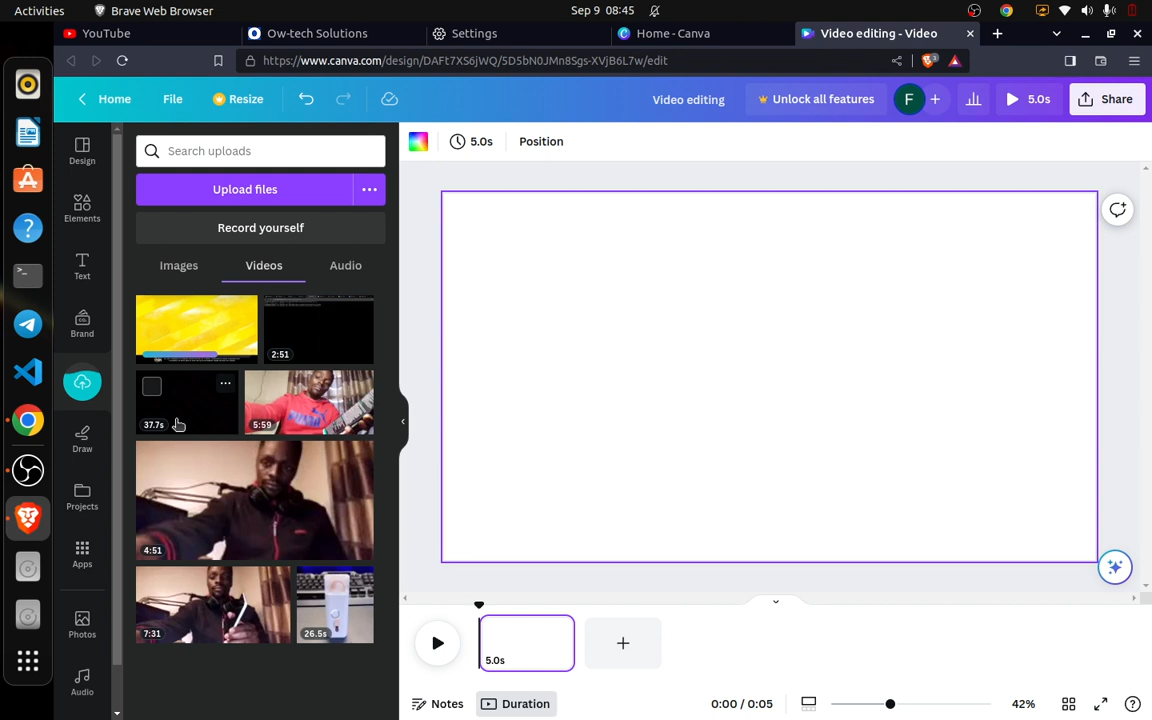 Activities
Brave Web Browser
Sep 9 08:45
YouTube
Ow-tech Solutions
Settings
Home - Canva
Video editing - Video
https://www.canva.com/design/DAFt7XS6jWQ/5D5bN0JMn8Sgs-XVjB6L7w/edit
Home
File
Resize
Video editing
Unlock all features
F
5.0s
Share
Design
Elements
Text
Brand
Draw
Projects
Apps
Photos
Audio
Search uploads
Upload files
Record yourself
Images
Videos
Audio
2:51
37.7s
5:59
4:51
7:31
26.5s
5.0s
Position
5.0s
Notes
Duration
0:00 / 0:05
42%